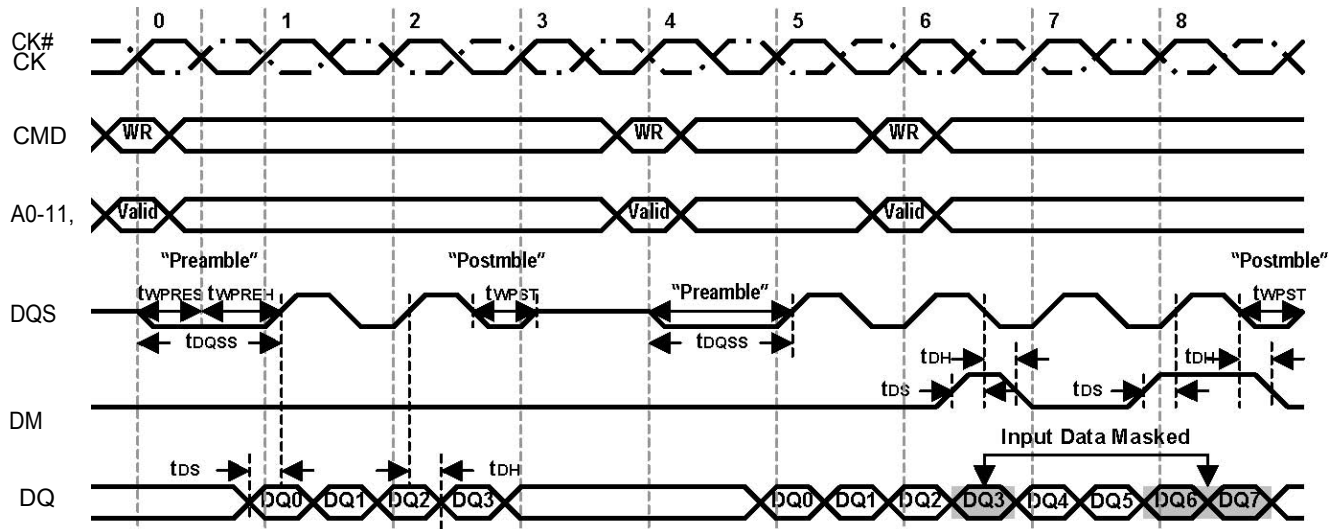 0 1 2 3 4 5 6 7 8
CK#
CK
CMD WR WR WR
A0-11, Valid Valid Valid
"Preamble" "Postmble" "Postmble"
tWPRES tWPREH tWPST "Preamble" tWPST
DQS
tDQSS tDQSS
tDH tDH
tDS tDS
DM
Input Data Masked
tDS tDH
DQ DQ0 DQ1 DQ2 DQ3 DQ0 DQ1 DQ2 DQ3 DQ4 DQ5 DQ6 DQ7